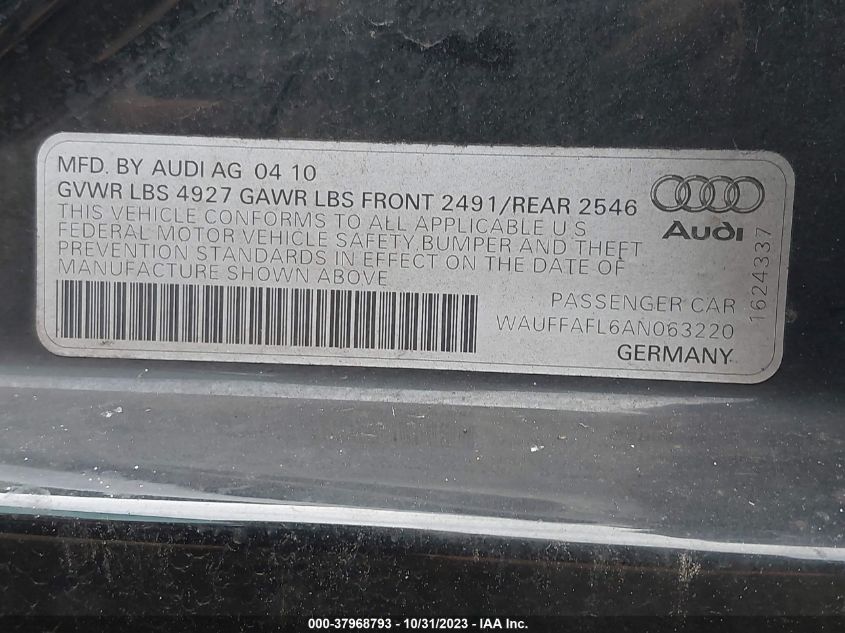 MFD. BY AUDI AG 04 10
GVWR LBS 4927 GAWR LBS FRONT 2491/REAR 2546
THIS VEHICLE CONFORMS TO ALL APPLICABLE U S
FEDERAL MOTOR VEHICLE SAFETY, BUMPER AND THEFT
PREVENTION STANDARDS IN EFFECT ON THE DATE OF
MANUFACTURE SHOWN ABOVE
Audi
1624337
PASSENGER CAR
WAUFFAFL6AN063220
GERMANY
000-37968793 - 10/31/2023 - IAA Inc.